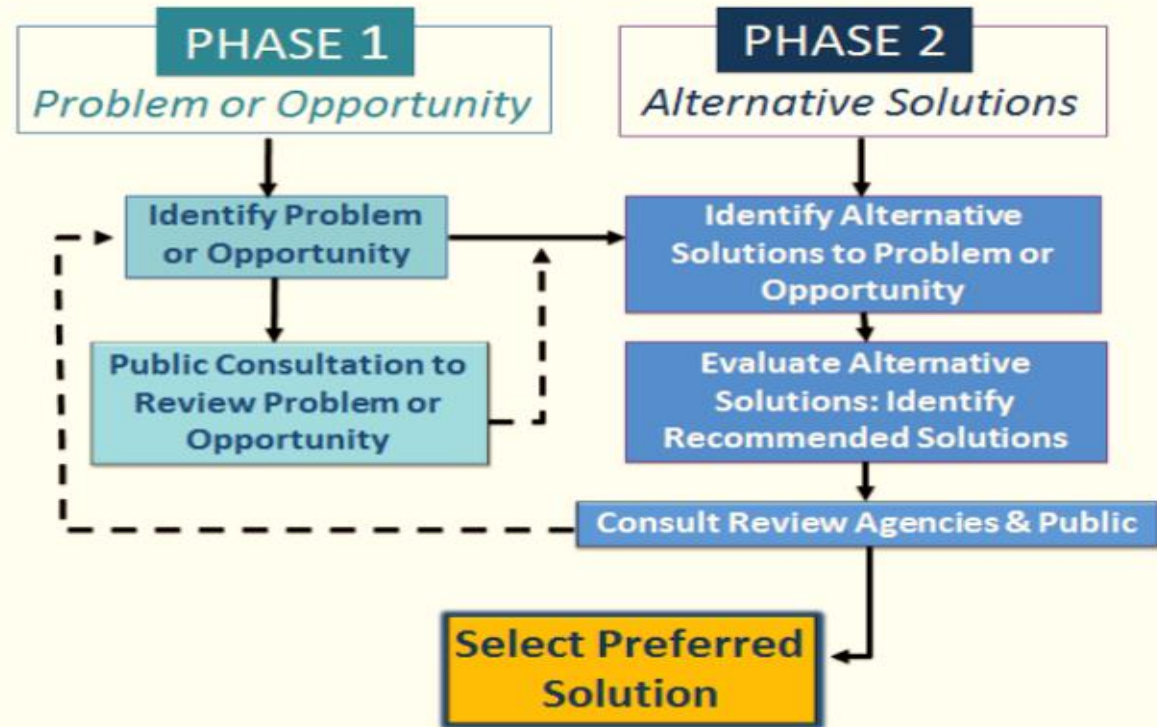 PHASE 1
Problem or Opportunity
Identify Problem
or Opportunity
Public Consultation to
Review Problem or
Opportunity
PHASE 2
Alternative Solutions
Identify Alternative
Solutions to Problem or
Opportunity
Evaluate Alternative
Solutions: Identify
Recommended Solutions
Consult Review Agencies & Public
Select Preferred
Solution